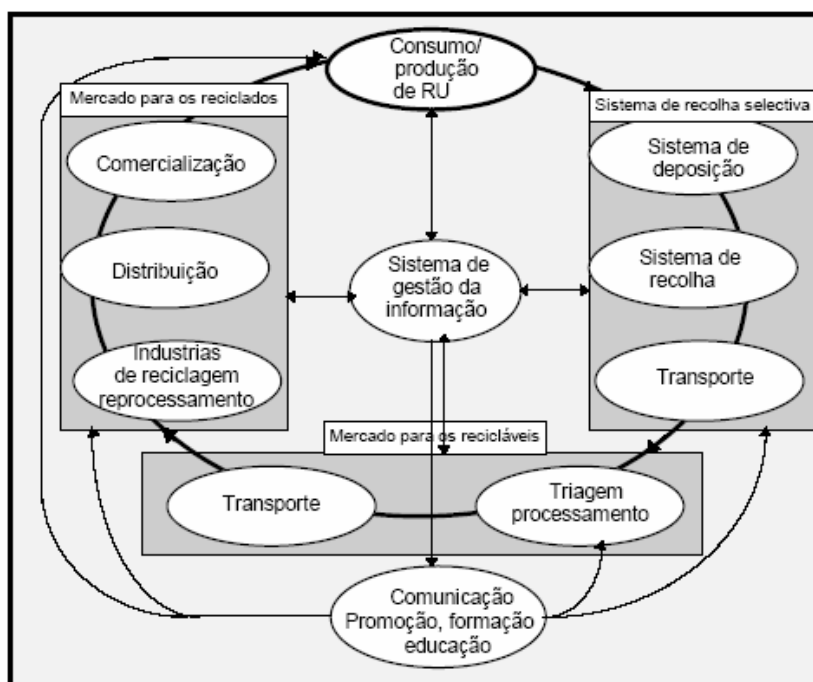 Consumo/
produção
de RU
Mercado para os reciclados
Sistema de recolha selectiva
Comercialização
Sistema de
deposição
Distribuição
Sistema de
gestão da
informação
Sistema de
recolha
Industrias
de reciclagem
reprocessamento
Transporte
Mercado para os recicláveis
Transporte
Triagem
processamento
Comunicação
Promoção, formação
educação